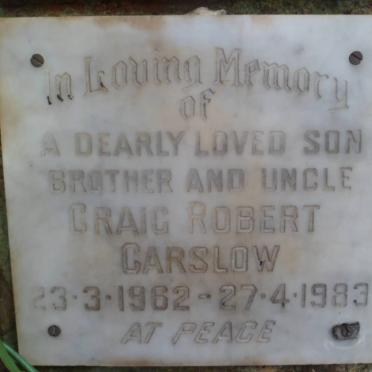 In Loving Memory
of
A DEARLY LOVED SON
BROTHER AND UNCLE
CRAIG ROBERT
CARSLOW
23·3·1962 - 27·4·1983
AT PEACE